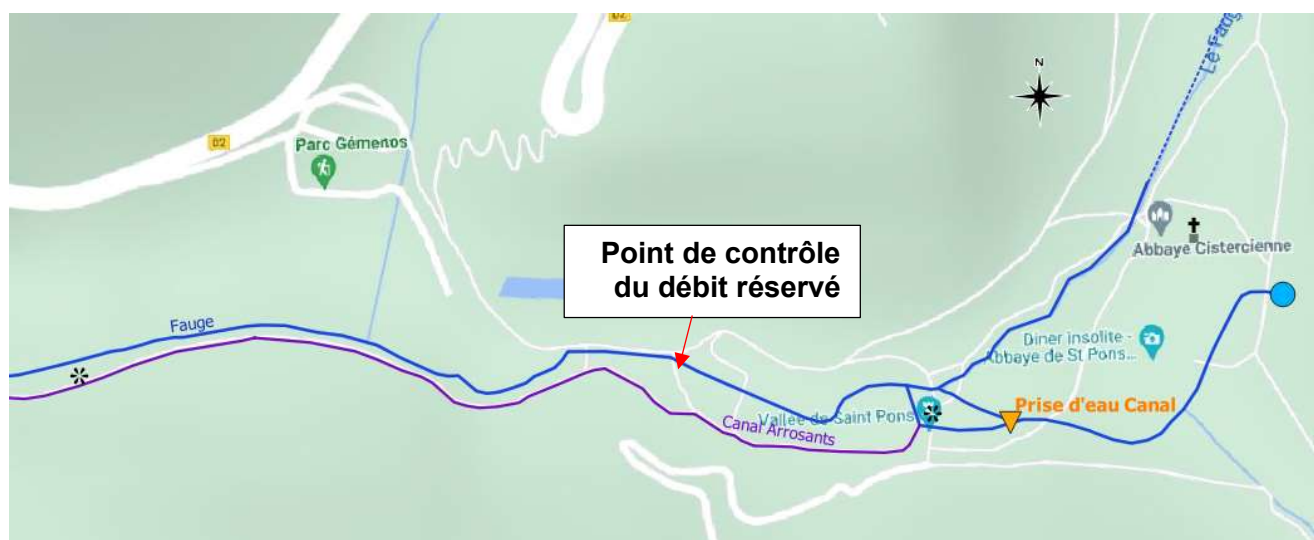 D2
Le Faug
N
D2
Parc Gémenos
Abbaye Cistercienne
Point de contrôle
du débit réservé
Fauge
Diner insolite -
Abbaye de St Pons...
Prise d'eau Canal
Vallée de Saint Pons
Canal Arrosants